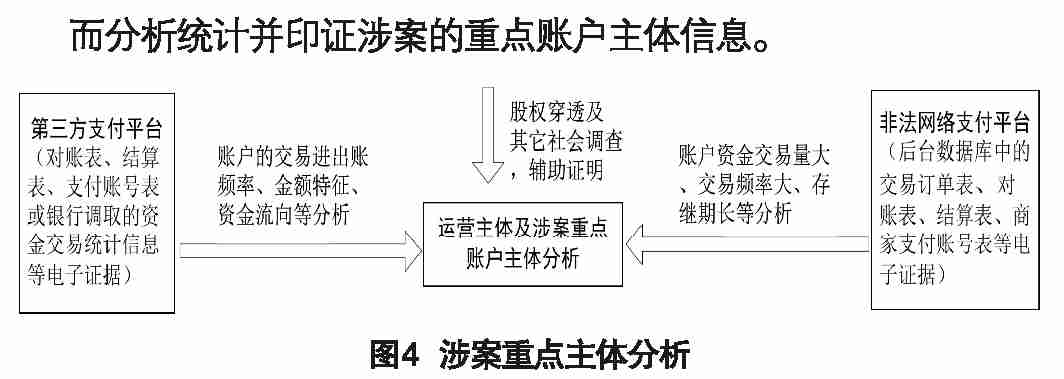 而分析统计并印证涉案的重点账户主体信息。
第三方支付平台
（对账表、结算
表、支付账号表
或银行调取的资
金交易统计信息
等电子证据）
账户的交易进出账
频率、金额特征、
资金流向等分析
股权穿透及
其它社会调查
，辅助证明
运营主体及涉案重点
账户主体分析
账户资金交易量大
、交易频率大、存
继期长等分析
非法网络支付平台
（后台数据库中的
交易订单表、对
账表、结算表、商
家支付账号表等电
子证据）
图4 涉案重点主体分析